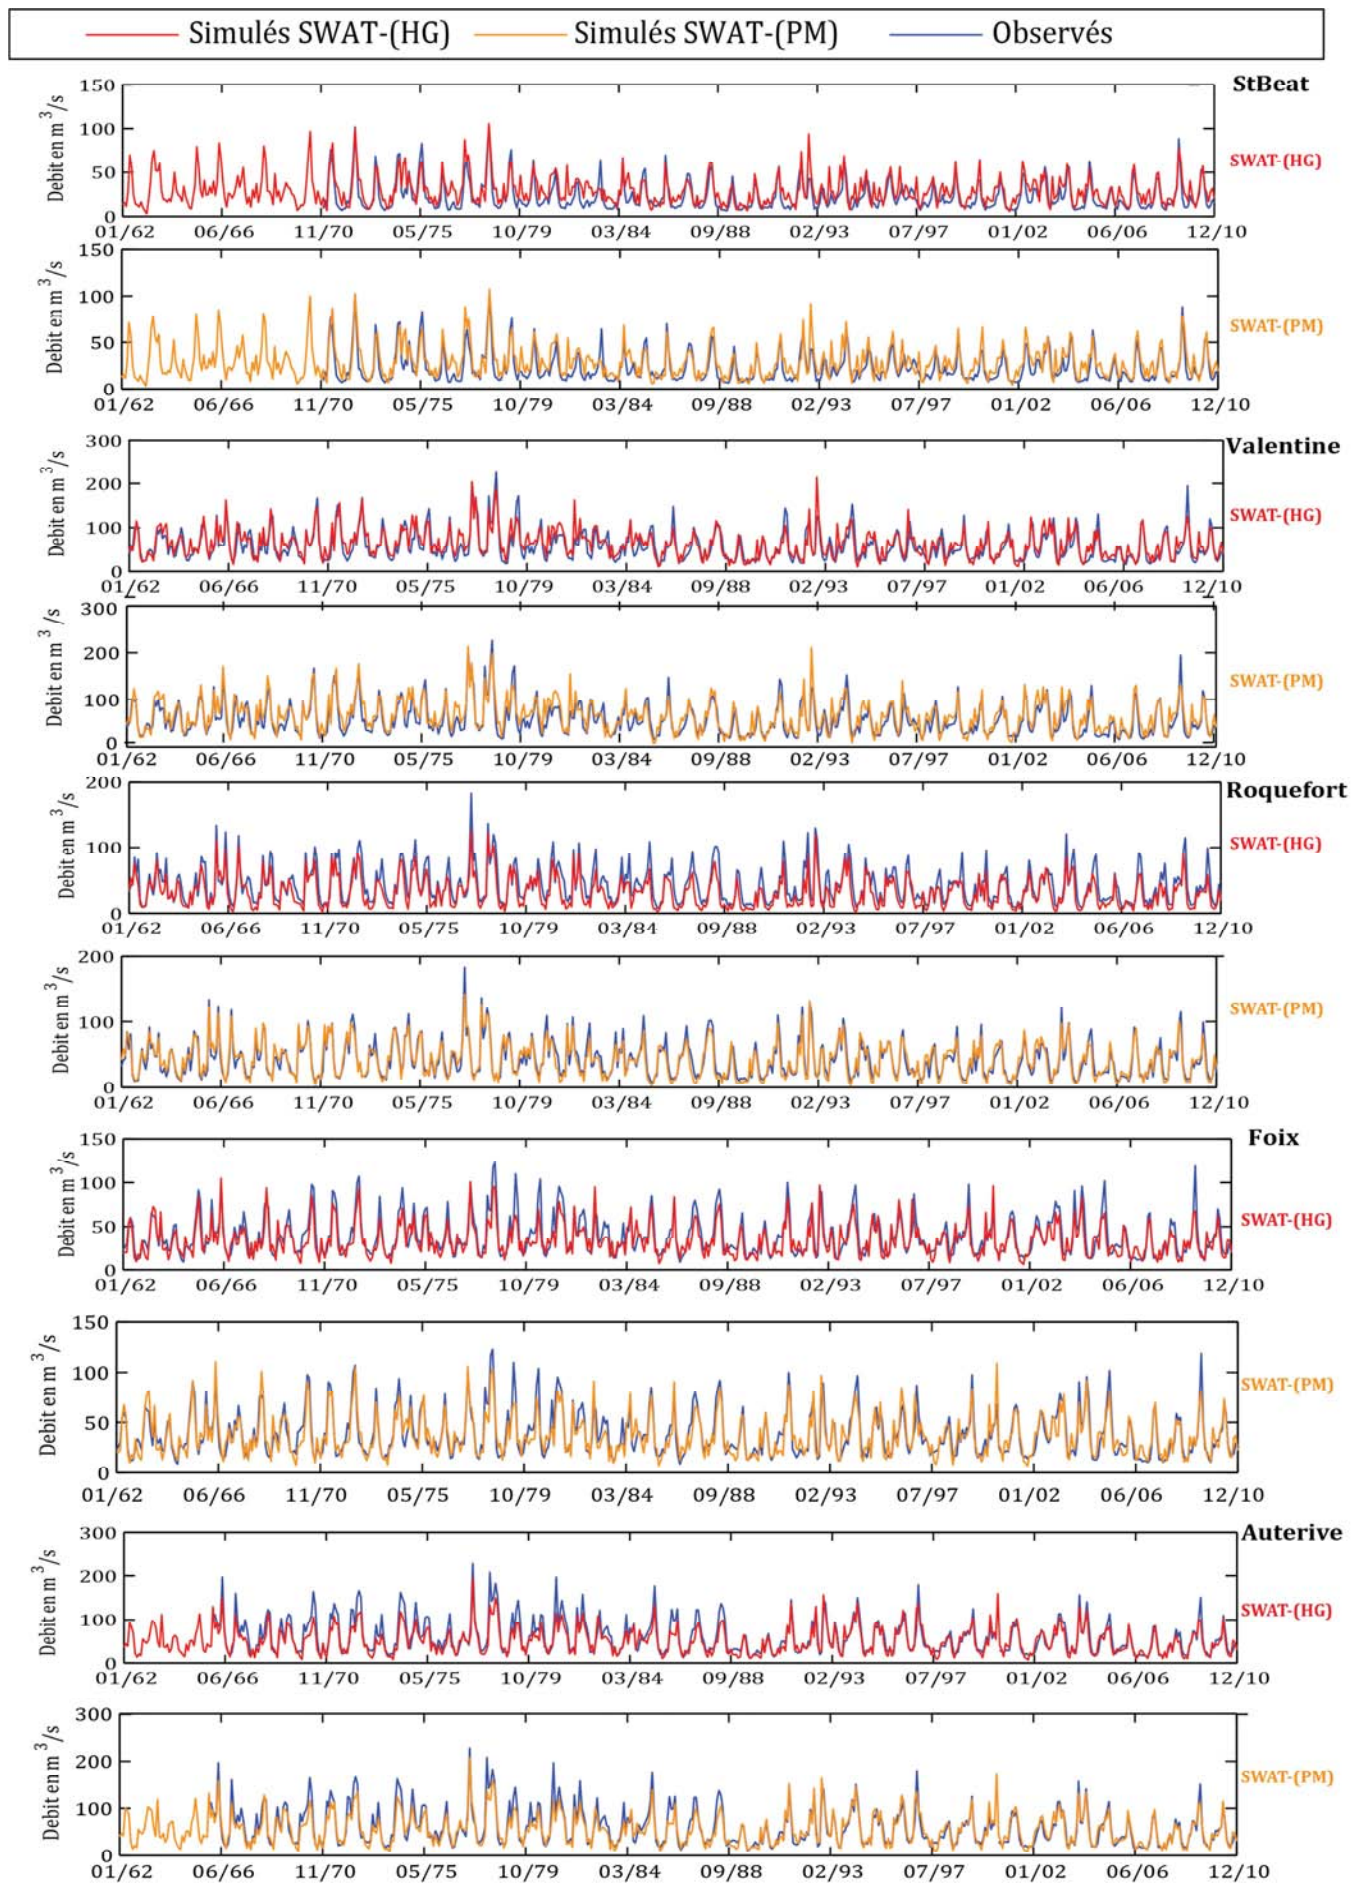 Simulés SWAT-(HG) Simulés SWAT-(PM) Observés
StBeat
SWAT-(HG)
Debit en m³/s
150
100
50
0
01/62 06/66 11/70 05/75 10/79 03/84 09/88 02/93 07/97 01/02 06/06 12/10
SWAT-(PM)
Debit en m³/s
150
100
50
0
01/62 06/66 11/70 05/75 10/79 03/84 09/88 02/93 07/97 01/02 06/06 12/10
Valentine
SWAT-(HG)
Debit en m³/s
300
200
100
0
01/62 06/66 11/70 05/75 10/79 03/84 09/88 02/93 07/97 01/02 06/06 12/10
SWAT-(PM)
Debit en m³/s
300
200
100
0
01/62 06/66 11/70 05/75 10/79 03/84 09/88 02/93 07/97 01/02 06/06 12/10
Roquefort
SWAT-(HG)
Debit en m³/s
200
100
0
01/62 06/66 11/70 05/75 10/79 03/84 09/88 02/93 07/97 01/02 06/06 12/10
SWAT-(PM)
Debit en m³/s
200
100
0
01/62 06/66 11/70 05/75 10/79 03/84 09/88 02/93 07/97 01/02 06/06 12/10
Foix
SWAT-(HG)
Debit en m³/s
150
100
50
0
01/62 06/66 11/70 05/75 10/79 03/84 09/88 02/93 07/97 01/02 06/06 12/10
SWAT-(PM)
Debit en m³/s
150
100
50
0
01/62 06/66 11/70 05/75 10/79 03/84 09/88 02/93 07/97 01/02 06/06 12/10
Auterive
SWAT-(HG)
Debit en m³/s
300
200
100
0
01/62 06/66 11/70 05/75 10/79 03/84 09/88 02/93 07/97 01/02 06/06 12/10
SWAT-(PM)
Debit en m³/s
300
200
100
0
01/62 06/66 11/70 05/75 10/79 03/84 09/88 02/93 07/97 01/02 06/06 12/10